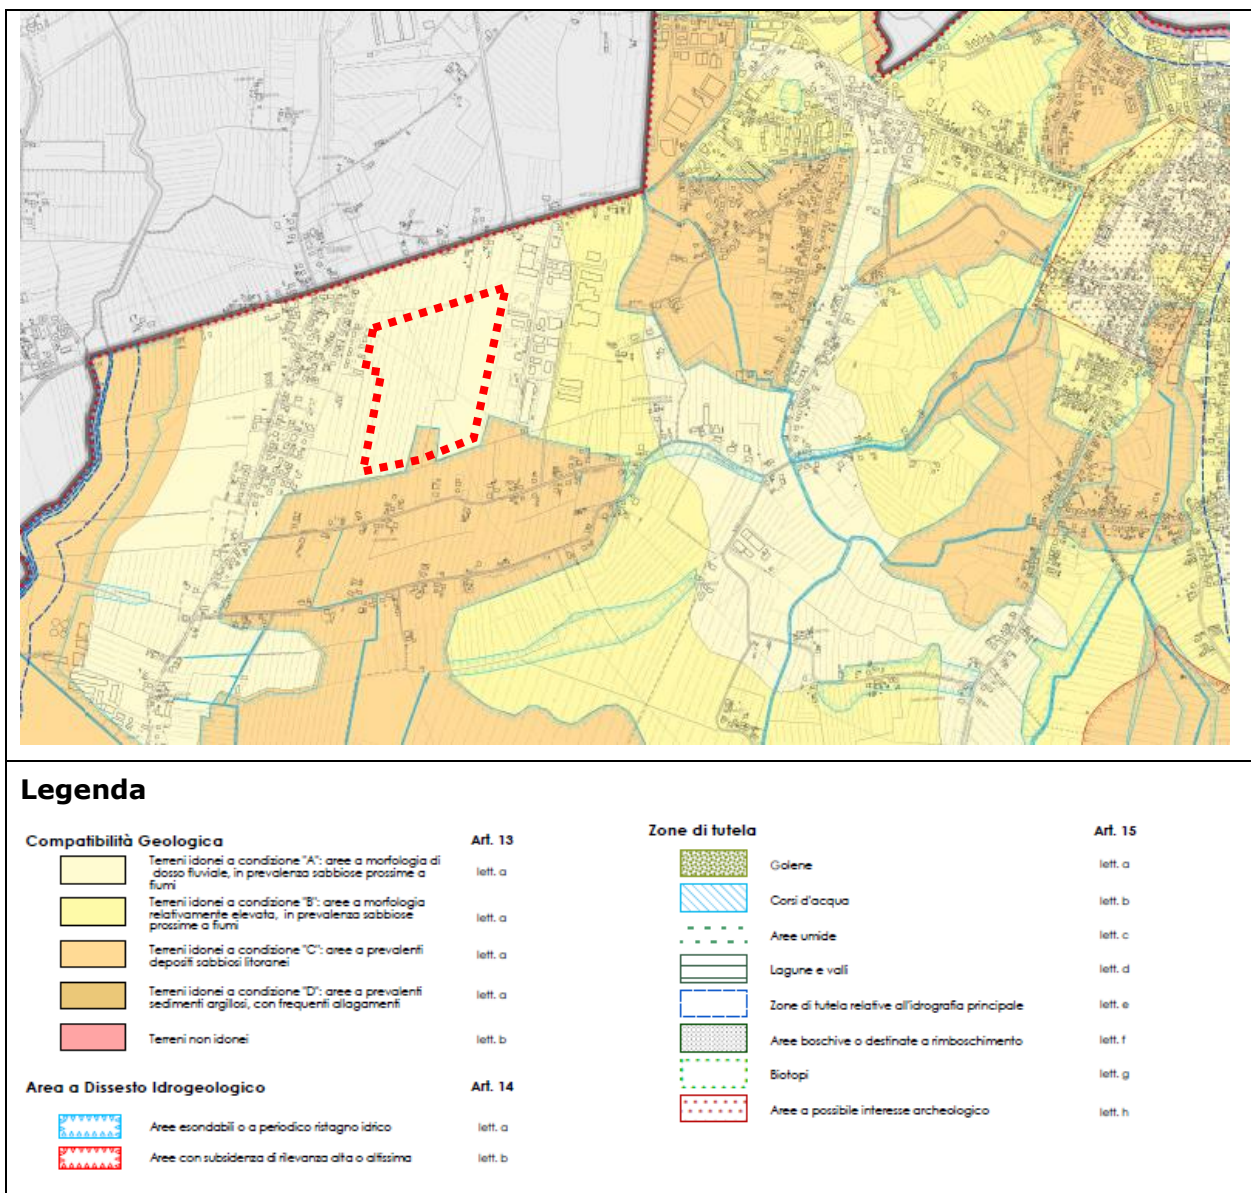 Legenda
Compatibilità Geologica Art. 13
Terreni idonei a condizione "A": aree a morfologia di
dosso fluviale, in prevalenza sabbiose prossime a
fiumi
lett. a
Terreni idonei a condizione "B": aree a morfologia
relativamente elevata, in prevalenza sabbiose
prossime a fiumi
lett. a
Terreni idonei a condizione "C": aree a prevalenti
depositi sabbiosi litoranei
lett. a
Terreni idonei a condizione "D": aree a prevalenti
sedimenti argillosi, con frequenti allagamenti
lett. a
Terreni non idonei lett. b
Area a Dissesto Idrogeologico Art. 14
Aree esondabili o a periodico ristagno idrico lett. a
Aree con subsidenza di rilevanza alta o altissima lett. b
Zone di tutela Art. 15
Golene lett. a
Corsi d'acqua lett. b
Aree umide lett. c
Lagune e valli lett. d
Zone di tutela relative all'idrografia principale lett. e
Aree boschive o destinate a rimboschimento lett. f
Biotopi lett. g
Aree a possibile interesse archeologico lett. h